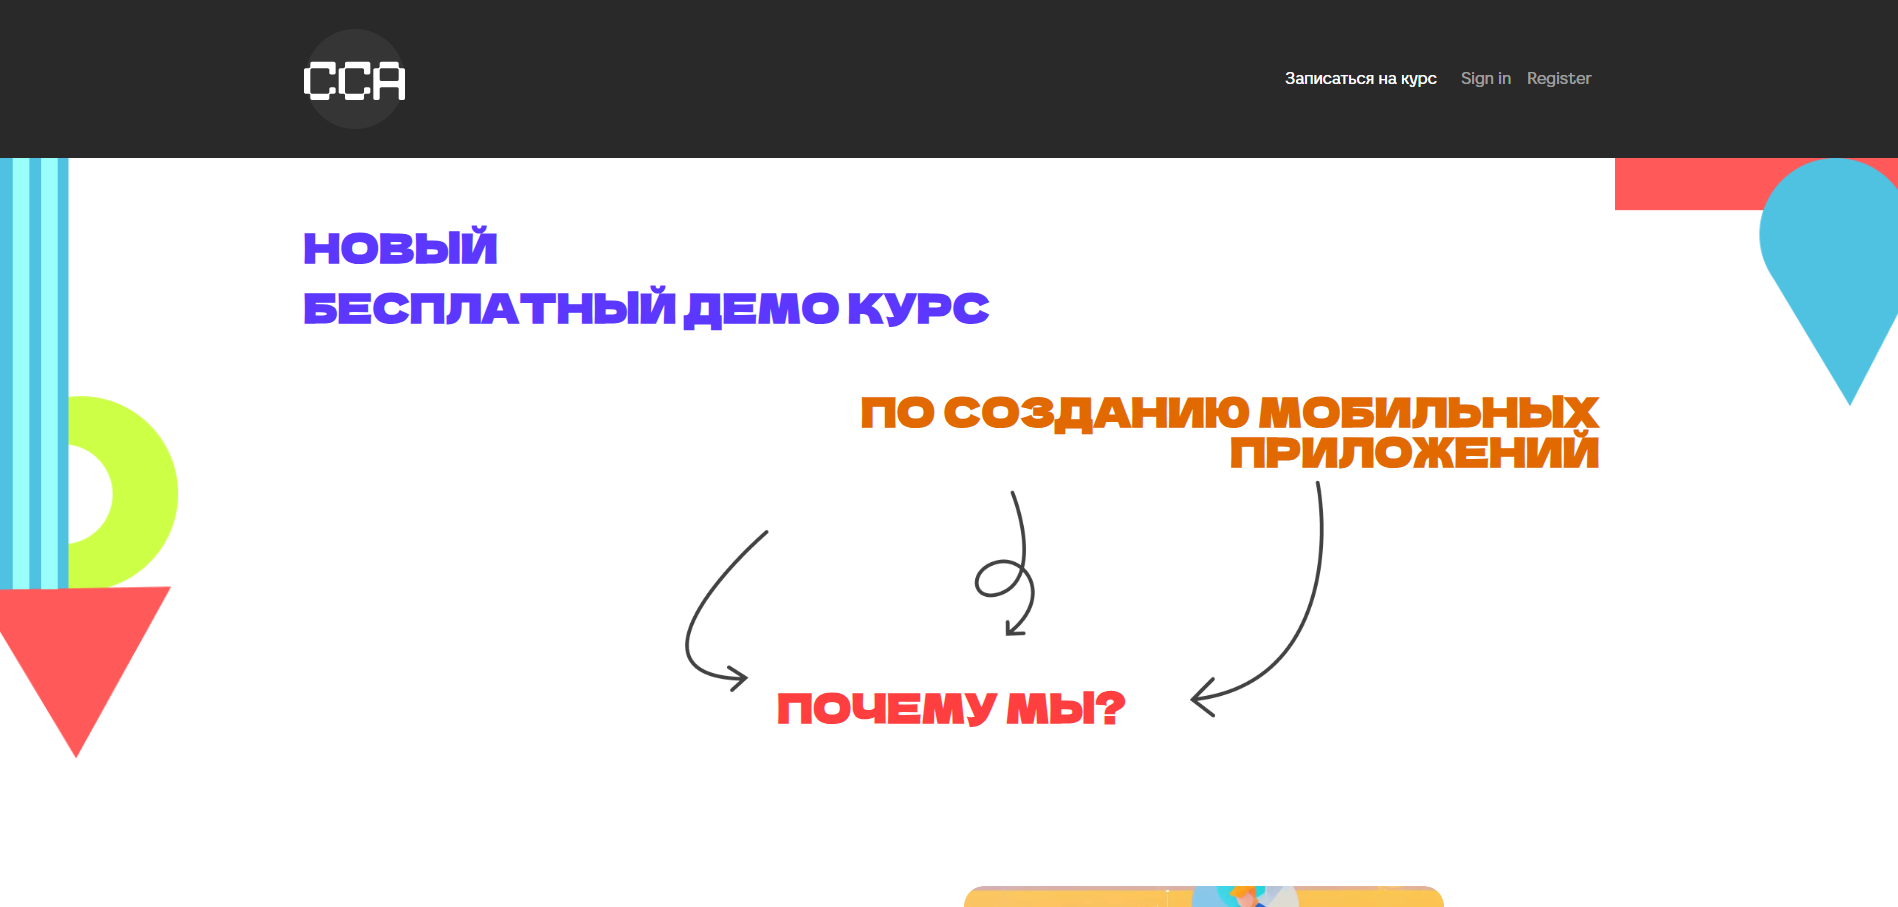 CCA
Записаться на курс Sign in Register
НОВЫЙ
БЕСПЛАТНЫЙ ДЕМО КУРС
ПО СОЗДАНИЮ МОБИЛЬНЫХ
ПРИЛОЖЕНИЙ
ПОЧЕМУ МЫ?